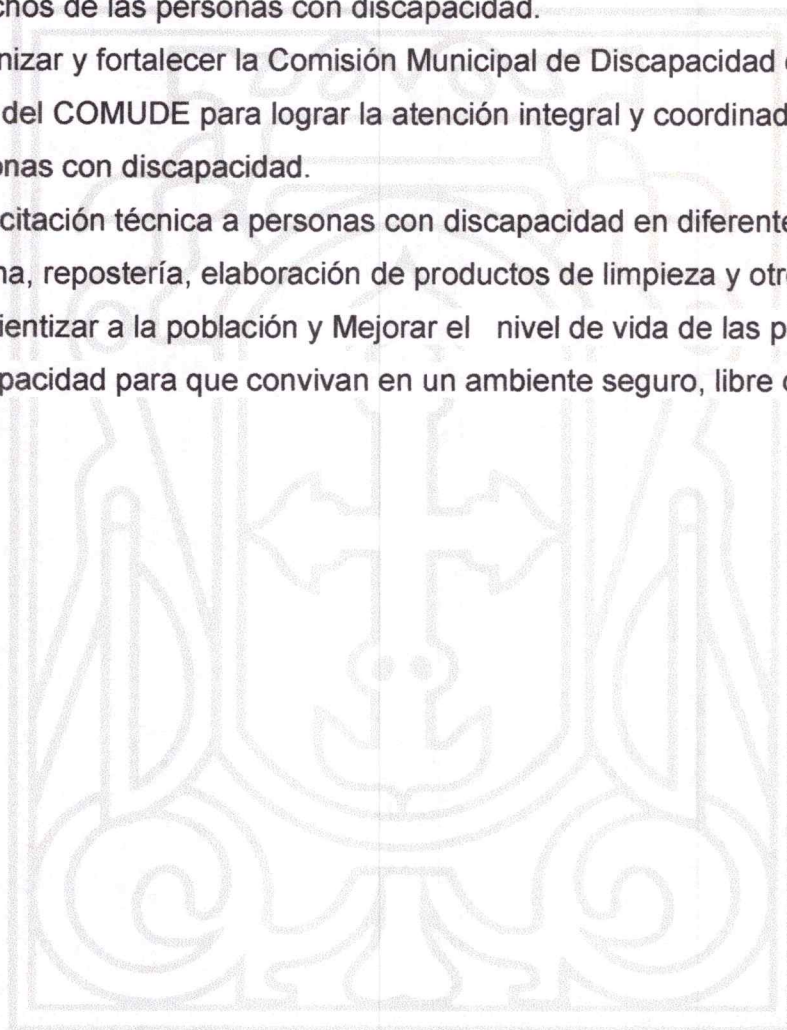 chos de las personas con discapacidad.
nizar y fortalecer la Comisión Municipal de Discapacidad
del COMUDE para lograr la atención integral y coordinad
nas con discapacidad.
citación técnica a personas con discapacidad en diferente
na, repostería, elaboración de productos de limpieza y otr
ientizar a la población y Mejorar el nivel de vida de las p
pacidad para que convivan en un ambiente seguro, libre